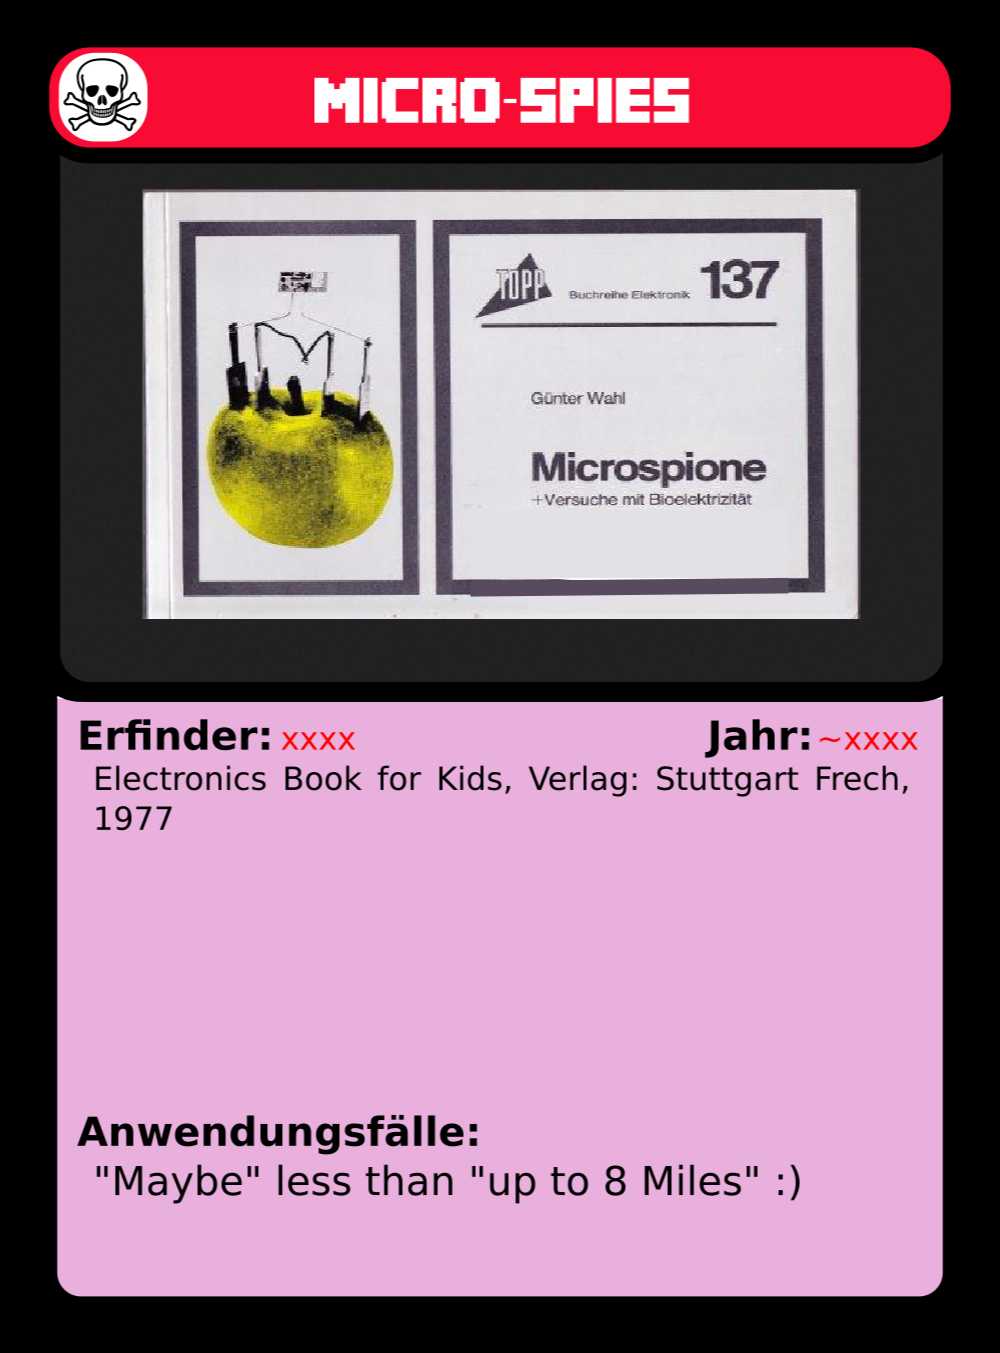 MICRO-SPIES
TOPP
Buchreihe Elektronik
137
Günter Wahl
Microspione
+Versuche mit Bioelektrizität
Erfinder: xxxx
Jahr: ~xxxx
Electronics Book for Kids, Verlag: Stuttgart Frech,
1977
Anwendungsfälle:
"Maybe" less than "up to 8 Miles" :)